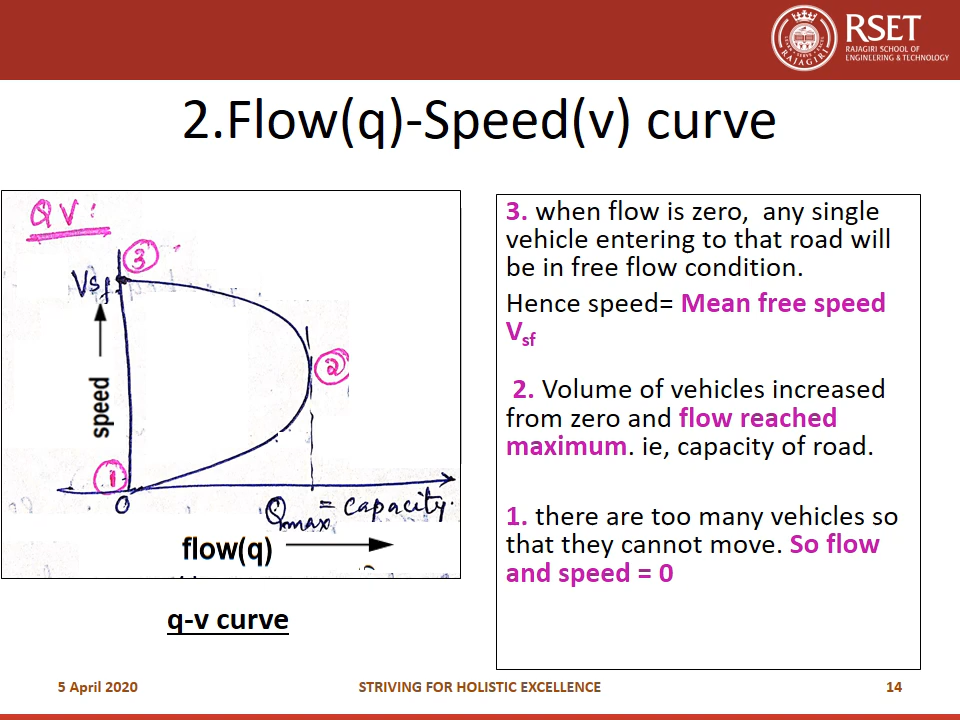 RSET
RAJAGIRI SCHOOL OF
ENGINEERING & TECHNOLOGY
RAJAGIRI
2.Flow(q)-Speed(v) curve
QV:
3
Vsf
speed
2
1
0
Qmax = capacity.
flow(q)
q-v curve
3. when flow is zero, any single
vehicle entering to that road will
be in free flow condition.
Hence speed= Mean free speed
Vsf
2. Volume of vehicles increased
from zero and flow reached
maximum. ie, capacity of road.
1. there are too many vehicles so
that they cannot move. So flow
and speed = 0
5 April 2020
STRIVING FOR HOLISTIC EXCELLENCE
14